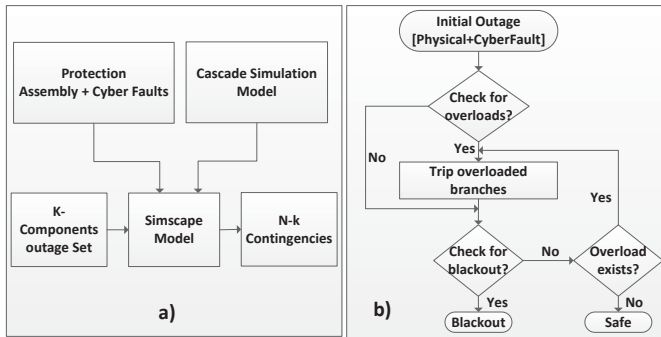 Protection
Assembly + Cyber Faults
Cascade Simulation
Model
K-
Components
outage Set
Simscape
Model
N-k
Contingencies
a)
Initial Outage
[Physical+CyberFault]
Check for
overloads?
No
Yes
Trip overloaded
branches
Yes
Check for
blackout?
No
Overload
exists?
b)
Yes
No
Blackout
Safe